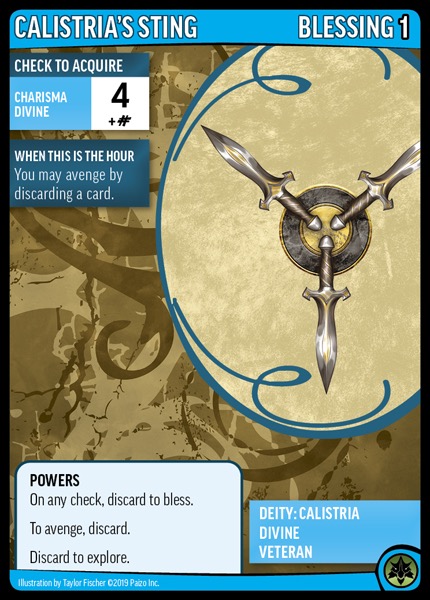 CALISTRIA'S STING
BLESSING 1
CHECK TO ACQUIRE
CHARISMA
DIVINE
4
+#
WHEN THIS IS THE HOUR
You may avenge by
discarding a card.
POWERS
On any check, discard to bless.
To avenge, discard.
Discard to explore.
DEITY: CALISTRIA
DIVINE
VETERAN
Illustration by Taylor Fischer ©2019 Paizo Inc.